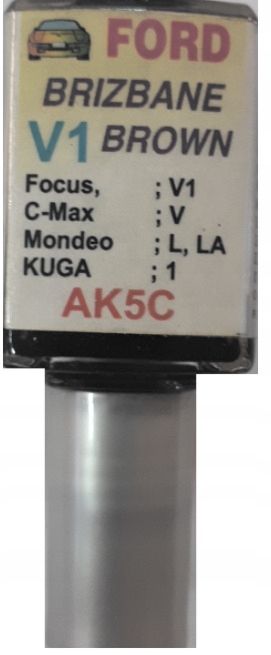 FORD
BRIZBANE
V1 BROWN
Focus, ; V1
C-Max ; V
Mondeo ; L, LA
KUGA ; 1
AK5C